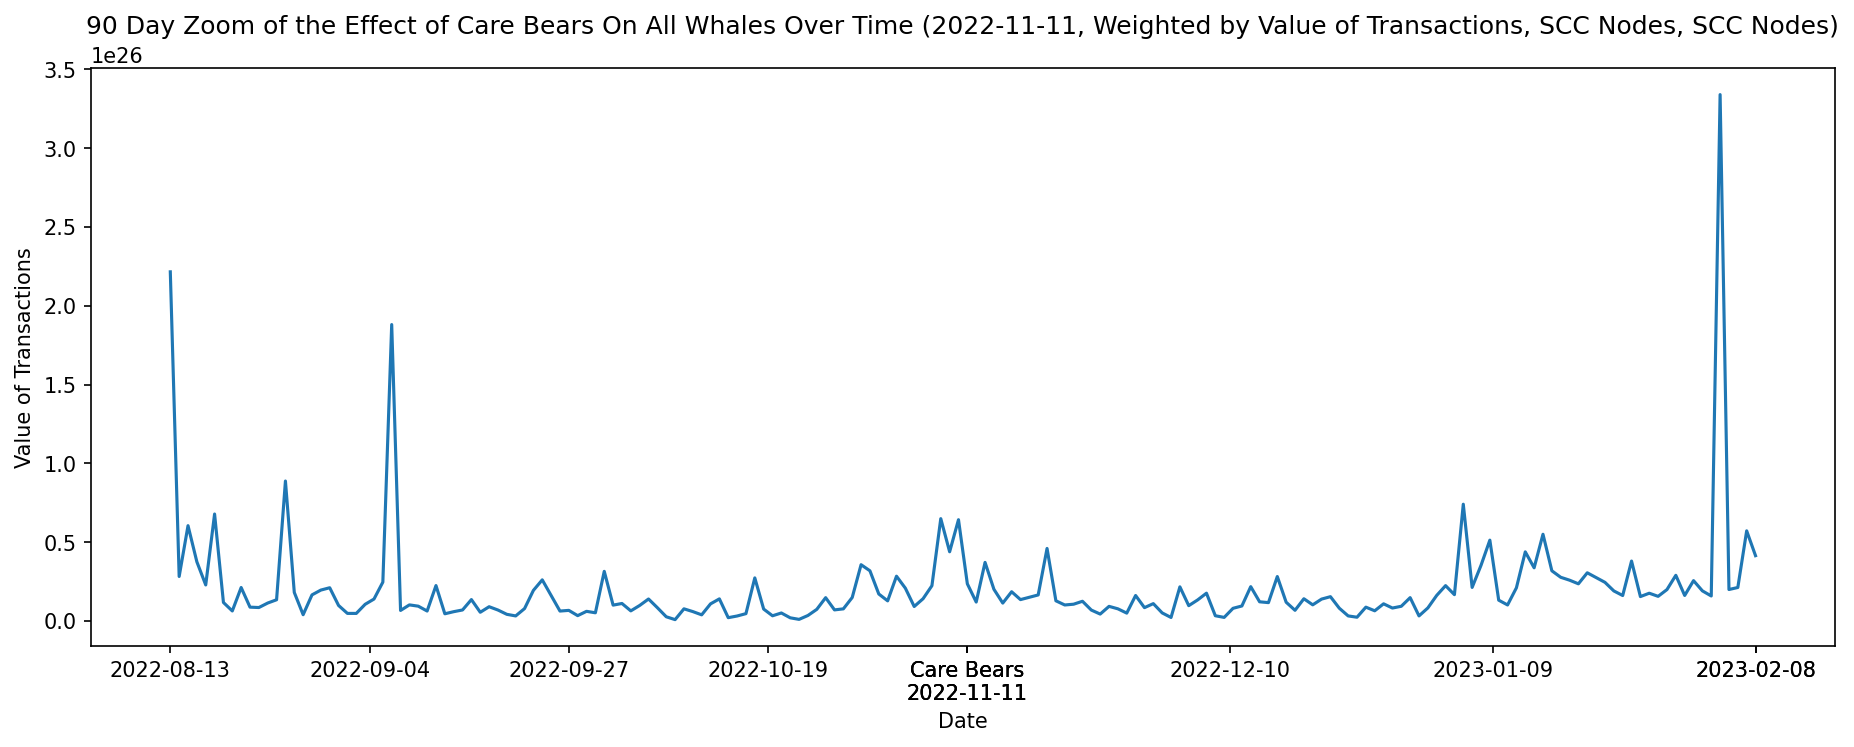 90 Day Zoom of the Effect of Care Bears On All Whales Over Time (2022-11-11, Weighted by Value of Transactions, SCC Nodes, SCC Nodes)
1e26
3.5
3.0
2.5
2.0
1.5
1.0
0.5
0.0
Value of Transactions
2022-08-13 2022-09-04 2022-09-27 2022-10-19 Care Bears 2022-12-10 2023-01-09 2023-02-08
2022-11-11
Date